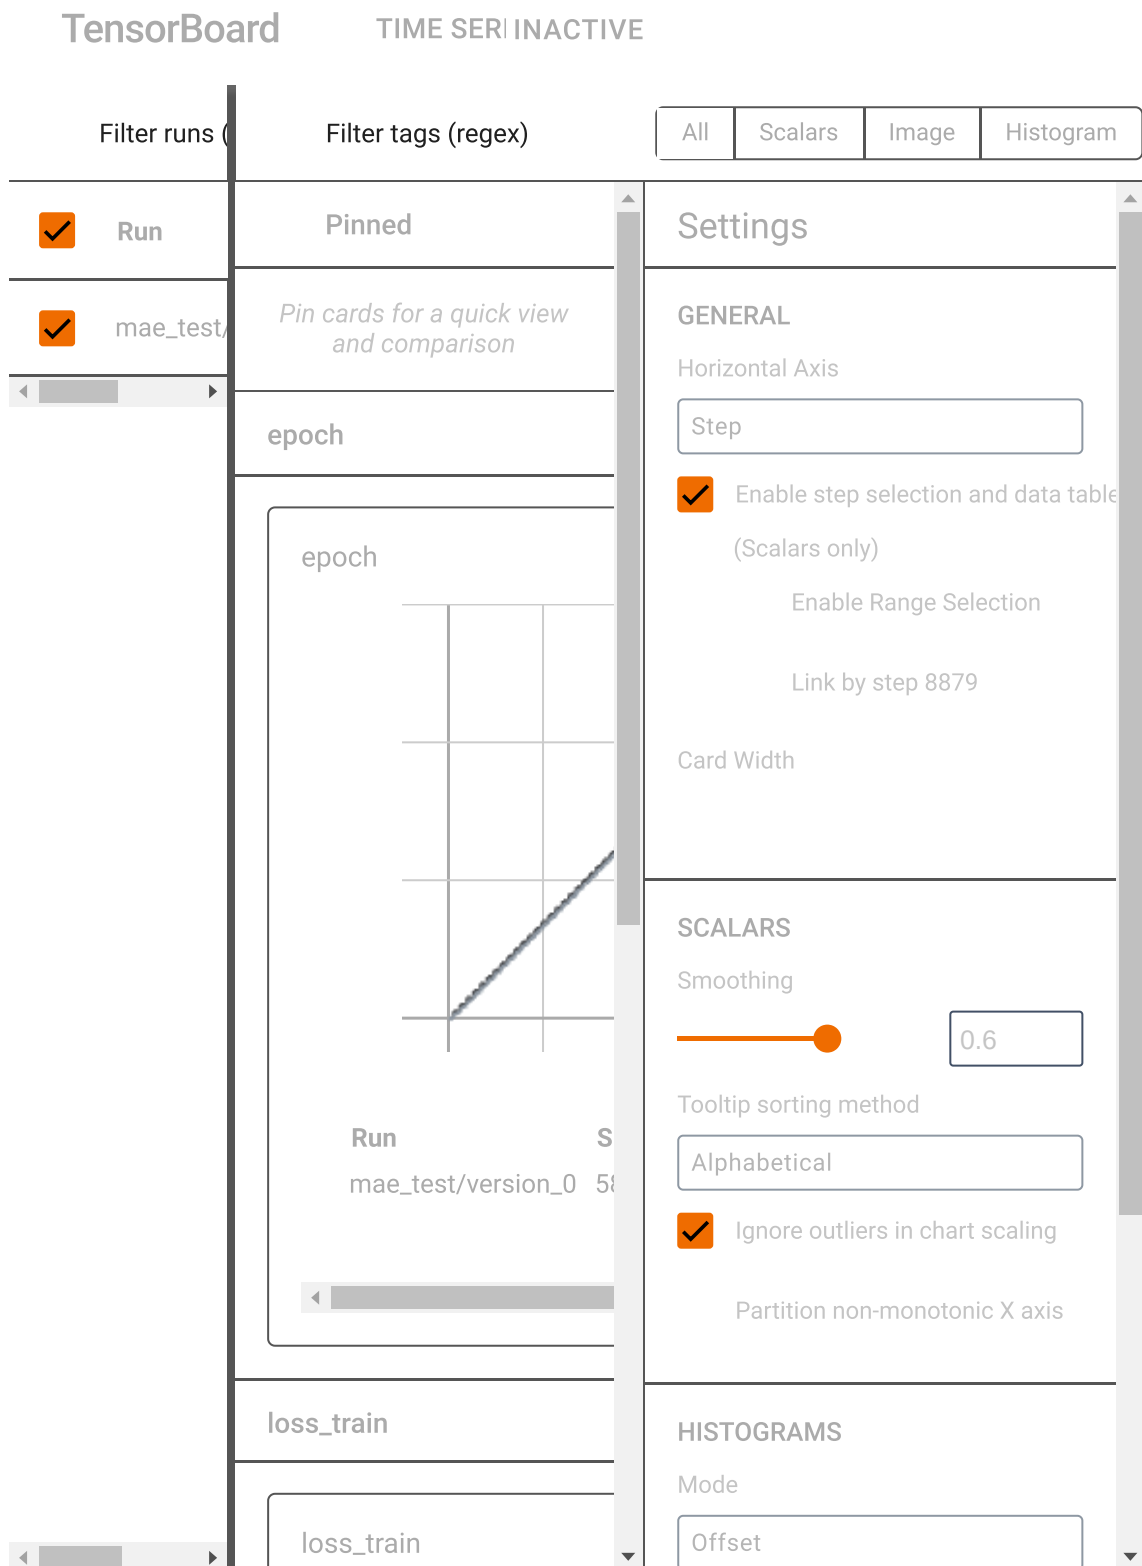 TensorBoard
TIME SERI INACTIVE
Filter runs (
Filter tags (regex)
All
Scalars
Image
Histogram
Run
mae_test/
Pinned
Pin cards for a quick view
and comparison
epoch
epoch
Run S
mae_test/version_0 58
loss_train
loss_train
Settings
GENERAL
Horizontal Axis
Step
Enable step selection and data table
(Scalars only)
Enable Range Selection
Link by step 8879
Card Width
SCALARS
Smoothing
0.6
Tooltip sorting method
Alphabetical
Ignore outliers in chart scaling
Partition non-monotonic X axis
HISTOGRAMS
Mode
Offset